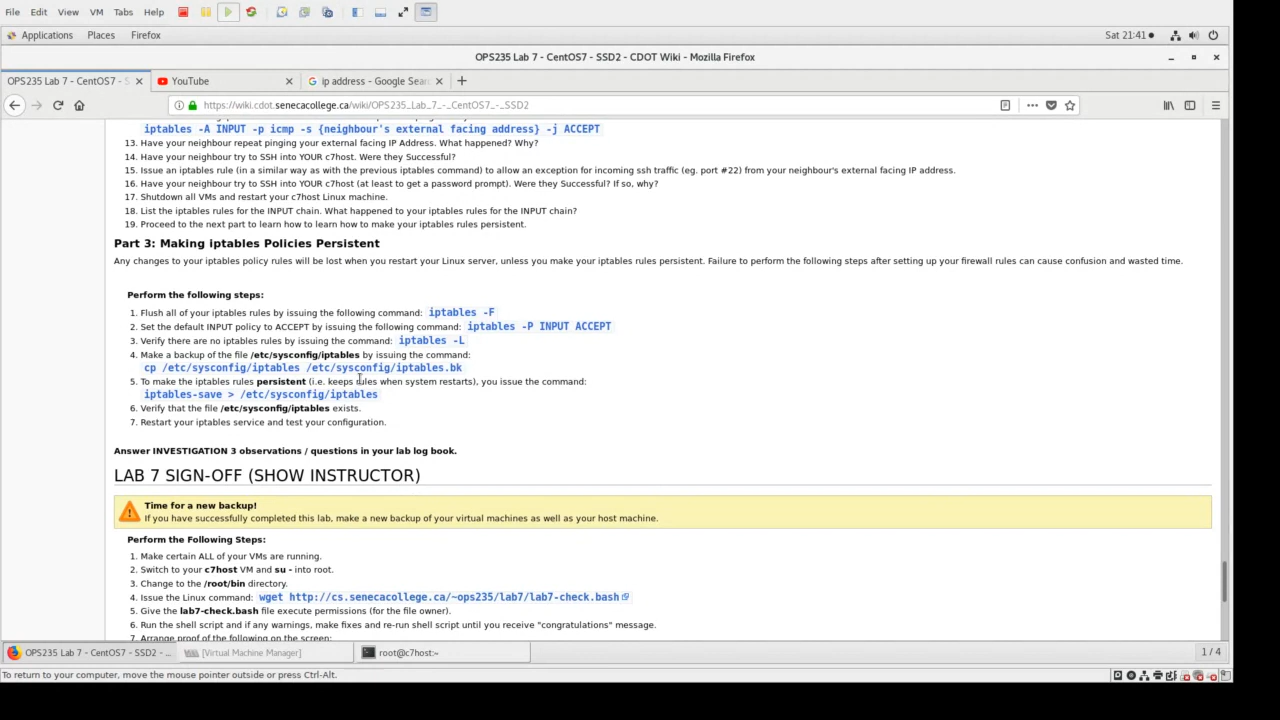 File Edit View VM Tabs Help
Applications Places Firefox Sat 21:41
OPS235 Lab 7 - CentOS7 - SSD2 - CDOT Wiki - Mozilla Firefox
OPS235 Lab 7 - CentOS7 - S YouTube ip address - Google Sear
https://wiki.cdot.senecacollege.ca/wiki/OPS235_Lab_7_-_CentOS7_-_SSD2
iptables -A INPUT -p icmp -s {neighbour's external facing address} -j ACCEPT
13. Have your neighbour repeat pinging your external facing IP Address. What happened? Why?
14. Have your neighbour try to SSH into YOUR c7host. Were they Successful?
15. Issue an iptables rule (in a similar way as with the previous iptables command) to allow an exception for incoming ssh traffic (eg. port #22) from your neighbour's external facing IP address.
16. Have your neighbour try to SSH into YOUR c7host (at least to get a password prompt). Were they Successful? If so, why?
17. Shutdown all VMs and restart your c7host Linux machine.
18. List the iptables rules for the INPUT chain. What happened to your iptables rules for the INPUT chain?
19. Proceed to the next part to learn how to learn how to make your iptables rules persistent.
Part 3: Making iptables Policies Persistent
Any changes to your iptables policy rules will be lost when you restart your Linux server, unless you make your iptables rules persistent. Failure to perform the following steps after setting up your firewall rules can cause confusion and wasted time.
Perform the following steps:
1. Flush all of your iptables rules by issuing the following command: iptables -F
2. Set the default INPUT policy to ACCEPT by issuing the following command: iptables -P INPUT ACCEPT
3. Verify there are no iptables rules by issuing the command: iptables -L
4. Make a backup of the file /etc/sysconfig/iptables by issuing the command:
cp /etc/sysconfig/iptables /etc/sysconfig/iptables.bk
5. To make the iptables rules persistent (i.e. keeps rules when system restarts), you issue the command:
iptables-save > /etc/sysconfig/iptables
6. Verify that the file /etc/sysconfig/iptables exists.
7. Restart your iptables service and test your configuration.
Answer INVESTIGATION 3 observations / questions in your lab log book.
LAB 7 SIGN-OFF (SHOW INSTRUCTOR)
Time for a new backup!
If you have successfully completed this lab, make a new backup of your virtual machines as well as your host machine.
Perform the Following Steps:
1. Make certain ALL of your VMs are running.
2. Switch to your c7host VM and su - into root.
3. Change to the /root/bin directory.
4. Issue the Linux command: wget http://cs.senecacollege.ca/~ops235/lab7/lab7-check.bash
5. Give the lab7-check.bash file execute permissions (for the file owner).
6. Run the shell script and if any warnings, make fixes and re-run shell script until you receive "congratulations" message.
7. Arrange proof of the following on the screen:
OPS235 Lab 7 - CentOS7 - SSD2 - ... [Virtual Machine Manager] root@c7host:~ 1 / 4
To return to your computer, move the mouse pointer outside or press Ctrl-Alt.